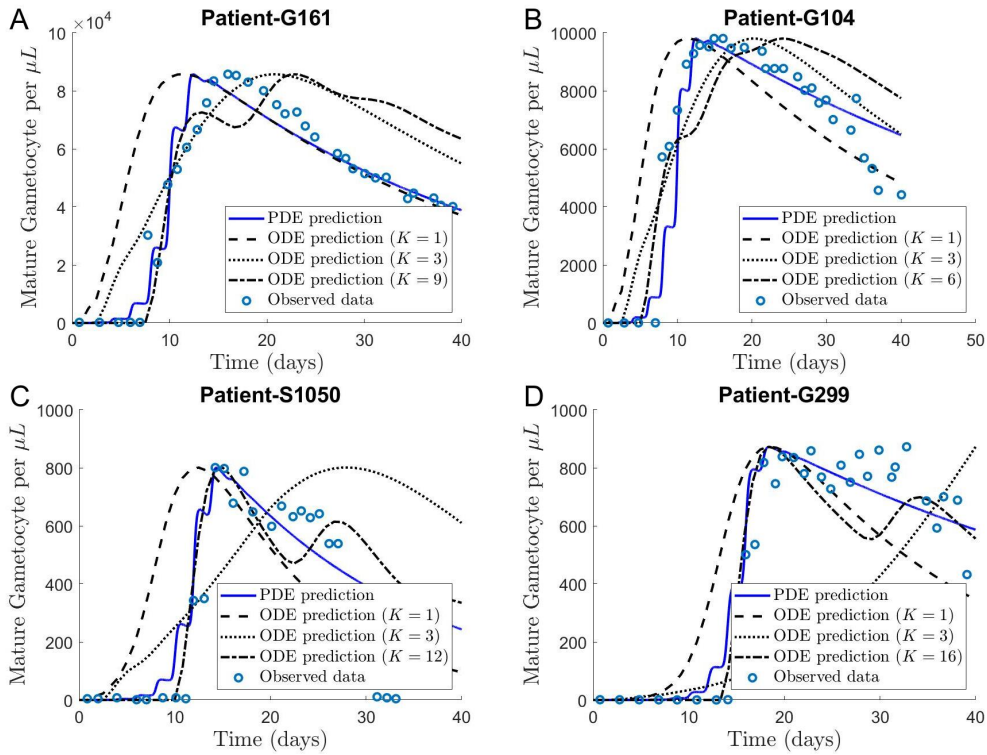 A
Patient-G161
×10⁴
10
8
6
4
2
0
Mature Gametocyte per μL
0 10 20 30 40
Time (days)
PDE prediction
ODE prediction (K = 1)
ODE prediction (K = 3)
ODE prediction (K = 9)
Observed data
B
Patient-G104
10000
8000
6000
4000
2000
0
Mature Gametocyte per μL
0 10 20 30 40 50
Time (days)
PDE prediction
ODE prediction (K = 1)
ODE prediction (K = 3)
ODE prediction (K = 6)
Observed data
C
Patient-S1050
1000
800
600
400
200
0
Mature Gametocyte per μL
0 10 20 30 40
Time (days)
PDE prediction
ODE prediction (K = 1)
ODE prediction (K = 3)
ODE prediction (K = 12)
Observed data
D
Patient-G299
1000
800
600
400
200
0
Mature Gametocyte per μL
0 10 20 30 40
Time (days)
PDE prediction
ODE prediction (K = 1)
ODE prediction (K = 3)
ODE prediction (K = 16)
Observed data